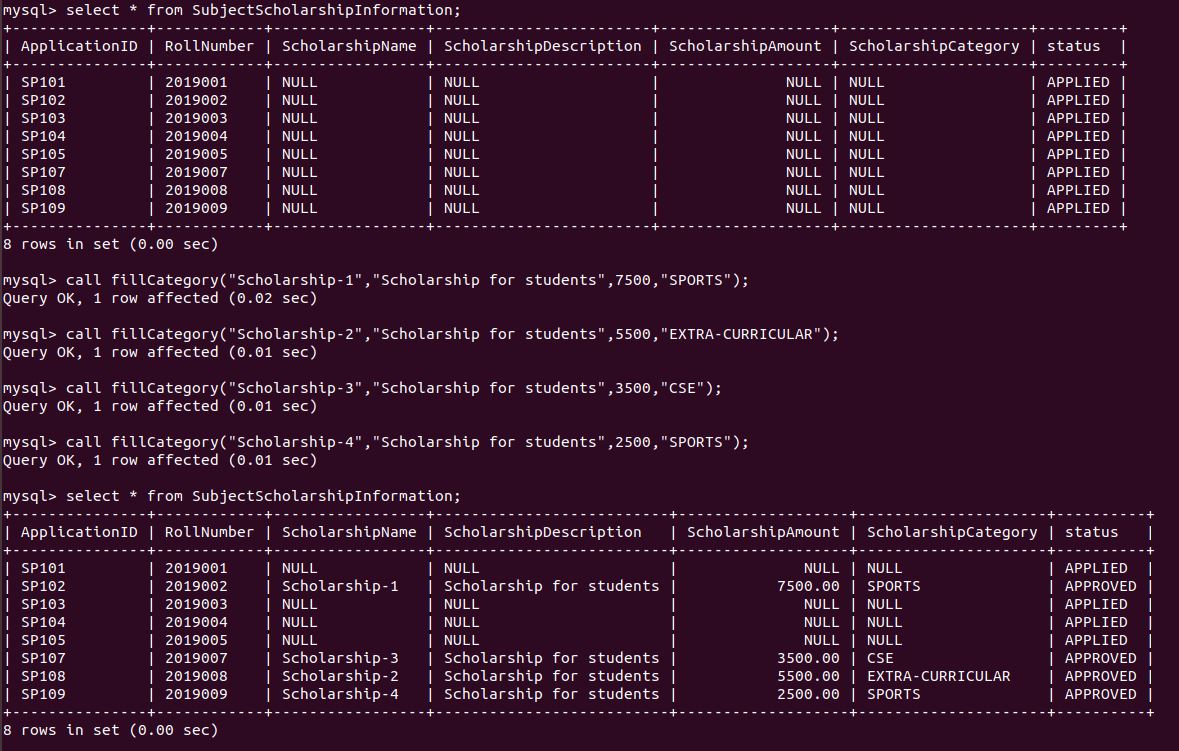 mysql> select * from SubjectScholarshipInformation;
+---------------+------------+-----------------+------------------------+-------------------+---------------------+---------+
| ApplicationID | RollNumber | ScholarshipName | ScholarshipDescription | ScholarshipAmount | ScholarshipCategory | status  |
+---------------+------------+-----------------+------------------------+-------------------+---------------------+---------+
| SP101         | 2019001    | NULL            | NULL                   |              NULL | NULL                | APPLIED |
| SP102         | 2019002    | NULL            | NULL                   |              NULL | NULL                | APPLIED |
| SP103         | 2019003    | NULL            | NULL                   |              NULL | NULL                | APPLIED |
| SP104         | 2019004    | NULL            | NULL                   |              NULL | NULL                | APPLIED |
| SP105         | 2019005    | NULL            | NULL                   |              NULL | NULL                | APPLIED |
| SP107         | 2019007    | NULL            | NULL                   |              NULL | NULL                | APPLIED |
| SP108         | 2019008    | NULL            | NULL                   |              NULL | NULL                | APPLIED |
| SP109         | 2019009    | NULL            | NULL                   |              NULL | NULL                | APPLIED |
+---------------+------------+-----------------+------------------------+-------------------+---------------------+---------+
8 rows in set (0.00 sec)
mysql> call fillCategory("Scholarship-1","Scholarship for students",7500,"SPORTS");
Query OK, 1 row affected (0.02 sec)
mysql> call fillCategory("Scholarship-2","Scholarship for students",5500,"EXTRA-CURRICULAR");
Query OK, 1 row affected (0.01 sec)
mysql> call fillCategory("Scholarship-3","Scholarship for students",3500,"CSE");
Query OK, 1 row affected (0.01 sec)
mysql> call fillCategory("Scholarship-4","Scholarship for students",2500,"SPORTS");
Query OK, 1 row affected (0.01 sec)
mysql> select * from SubjectScholarshipInformation;
+---------------+------------+-----------------+--------------------------+-------------------+---------------------+----------+
| ApplicationID | RollNumber | ScholarshipName | ScholarshipDescription   | ScholarshipAmount | ScholarshipCategory | status   |
+---------------+------------+-----------------+--------------------------+-------------------+---------------------+----------+
| SP101         | 2019001    | NULL            | NULL                     |              NULL | NULL                | APPLIED  |
| SP102         | 2019002    | Scholarship-1   | Scholarship for students |           7500.00 | SPORTS              | APPROVED |
| SP103         | 2019003    | NULL            | NULL                     |              NULL | NULL                | APPLIED  |
| SP104         | 2019004    | NULL            | NULL                     |              NULL | NULL                | APPLIED  |
| SP105         | 2019005    | NULL            | NULL                     |              NULL | NULL                | APPLIED  |
| SP107         | 2019007    | Scholarship-3   | Scholarship for students |           3500.00 | CSE                 | APPROVED |
| SP108         | 2019008    | Scholarship-2   | Scholarship for students |           5500.00 | EXTRA-CURRICULAR    | APPROVED |
| SP109         | 2019009    | Scholarship-4   | Scholarship for students |           2500.00 | SPORTS              | APPROVED |
+---------------+------------+-----------------+--------------------------+-------------------+---------------------+----------+
8 rows in set (0.00 sec)